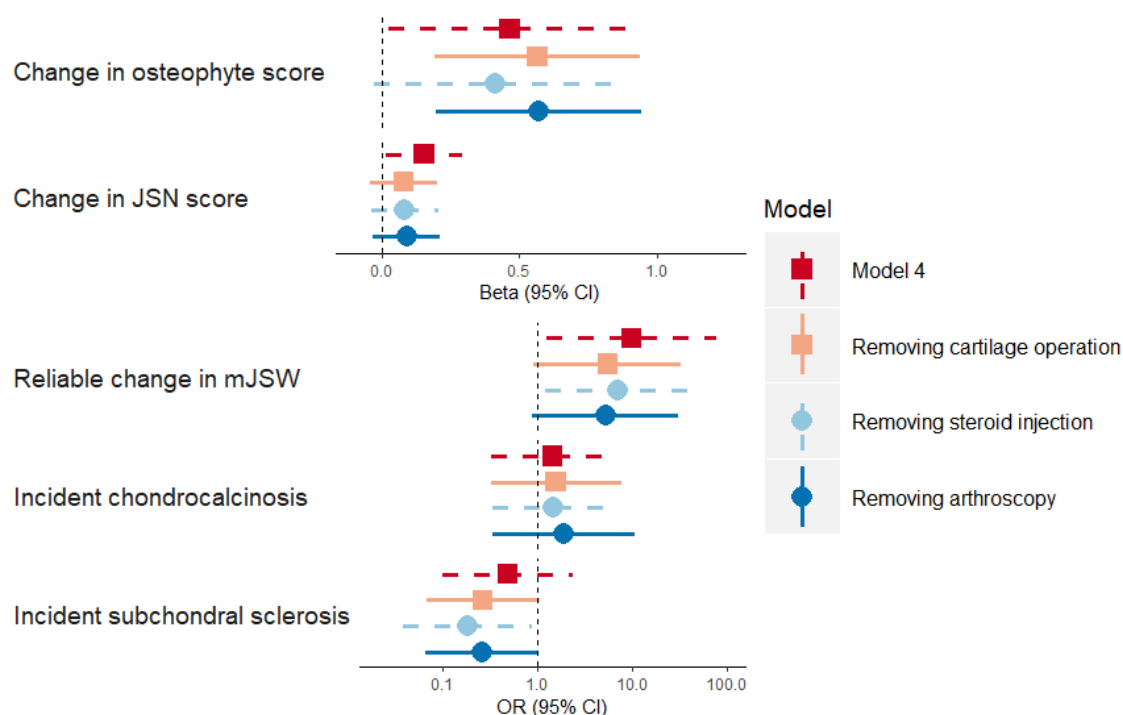 Change in osteophyte score
Change in JSN score
0.0 0.5 1.0
Beta (95% CI)
Reliable change in mJSW
Incident chondrocalcinosis
Incident subchondral sclerosis
0.1 1.0 10.0 100.0
OR (95% CI)
Model
Model 4
Removing cartilage operation
Removing steroid injection
Removing arthroscopy